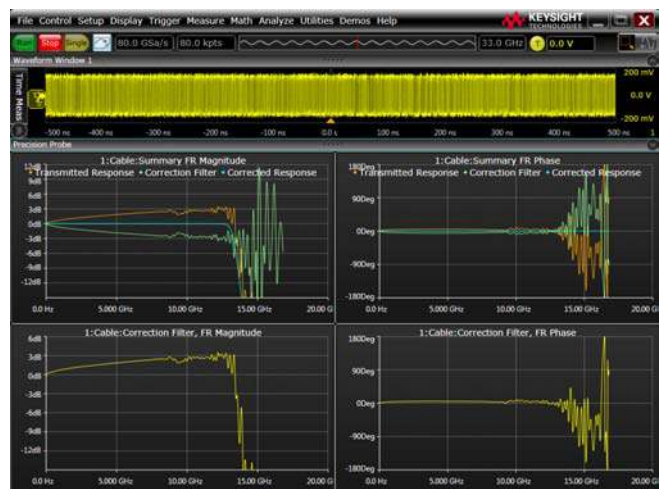 File Control Setup Display Trigger Measure Math Analyze Utilities Demos Help
KEYSIGHT TECHNOLOGIES
Run Stop Single 80.0 GSa/s 80.0 kpts 33.0 GHz T 0.0 V
Waveform Window 1
Time Meas
200 mV
0.0 V
-200 mV
-500 ns -400 ns -300 ns -200 ns -100 ns 0.0 s 100 ns 200 ns 300 ns 400 ns 500 ns 1
Precision Probe
1:Cable:Summary FR Magnitude
Transmitted Response Correction Filter Corrected Response
12dB
9dB
6dB
3dB
0dB
-3dB
-6dB
-9dB
-12dB
0.0 Hz 5.000 GHz 10.00 GHz 15.00 GHz 20.00 G
1:Cable:Summary FR Phase
Transmitted Response Correction Filter Corrected Response
180Deg
90Deg
0Deg
-90Deg
-180Deg
0.0 Hz 5.000 GHz 10.00 GHz 15.00 GHz 20.00 G
1:Cable:Correction Filter, FR Magnitude
6dB
3dB
0dB
-3dB
-6dB
-9dB
-12dB
0.0 Hz 5.000 GHz 10.00 GHz 15.00 GHz 20.00 G
1:Cable:Correction Filter, FR Phase
180Deg
90Deg
0Deg
-90Deg
-180Deg
0.0 Hz 5.000 GHz 10.00 GHz 15.00 GHz 20.00 G